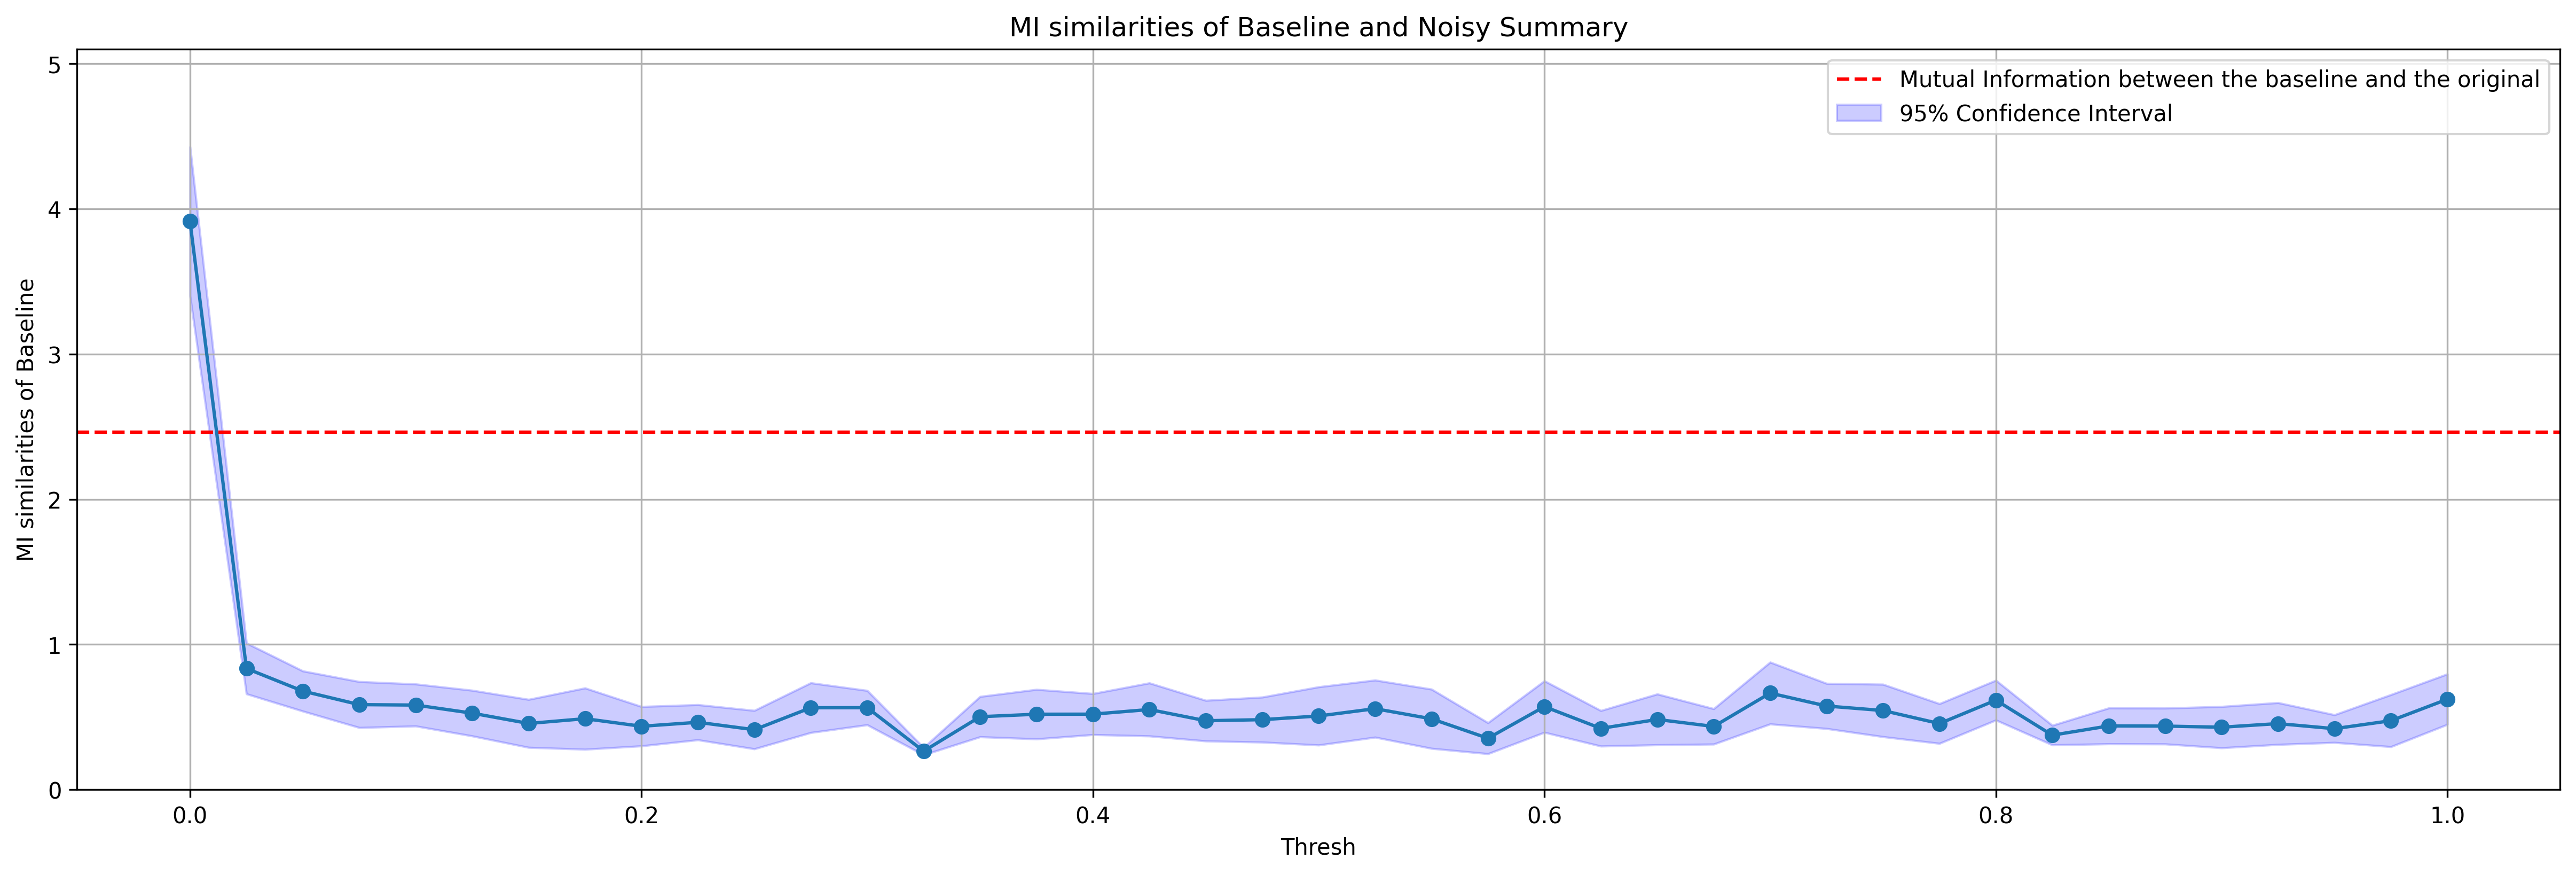 MI similarities of Baseline and Noisy Summary
Mutual Information between the baseline and the original
95% Confidence Interval
MI similarities of Baseline
5
4
3
2
1
0
0.0 0.2 0.4 0.6 0.8 1.0
Thresh